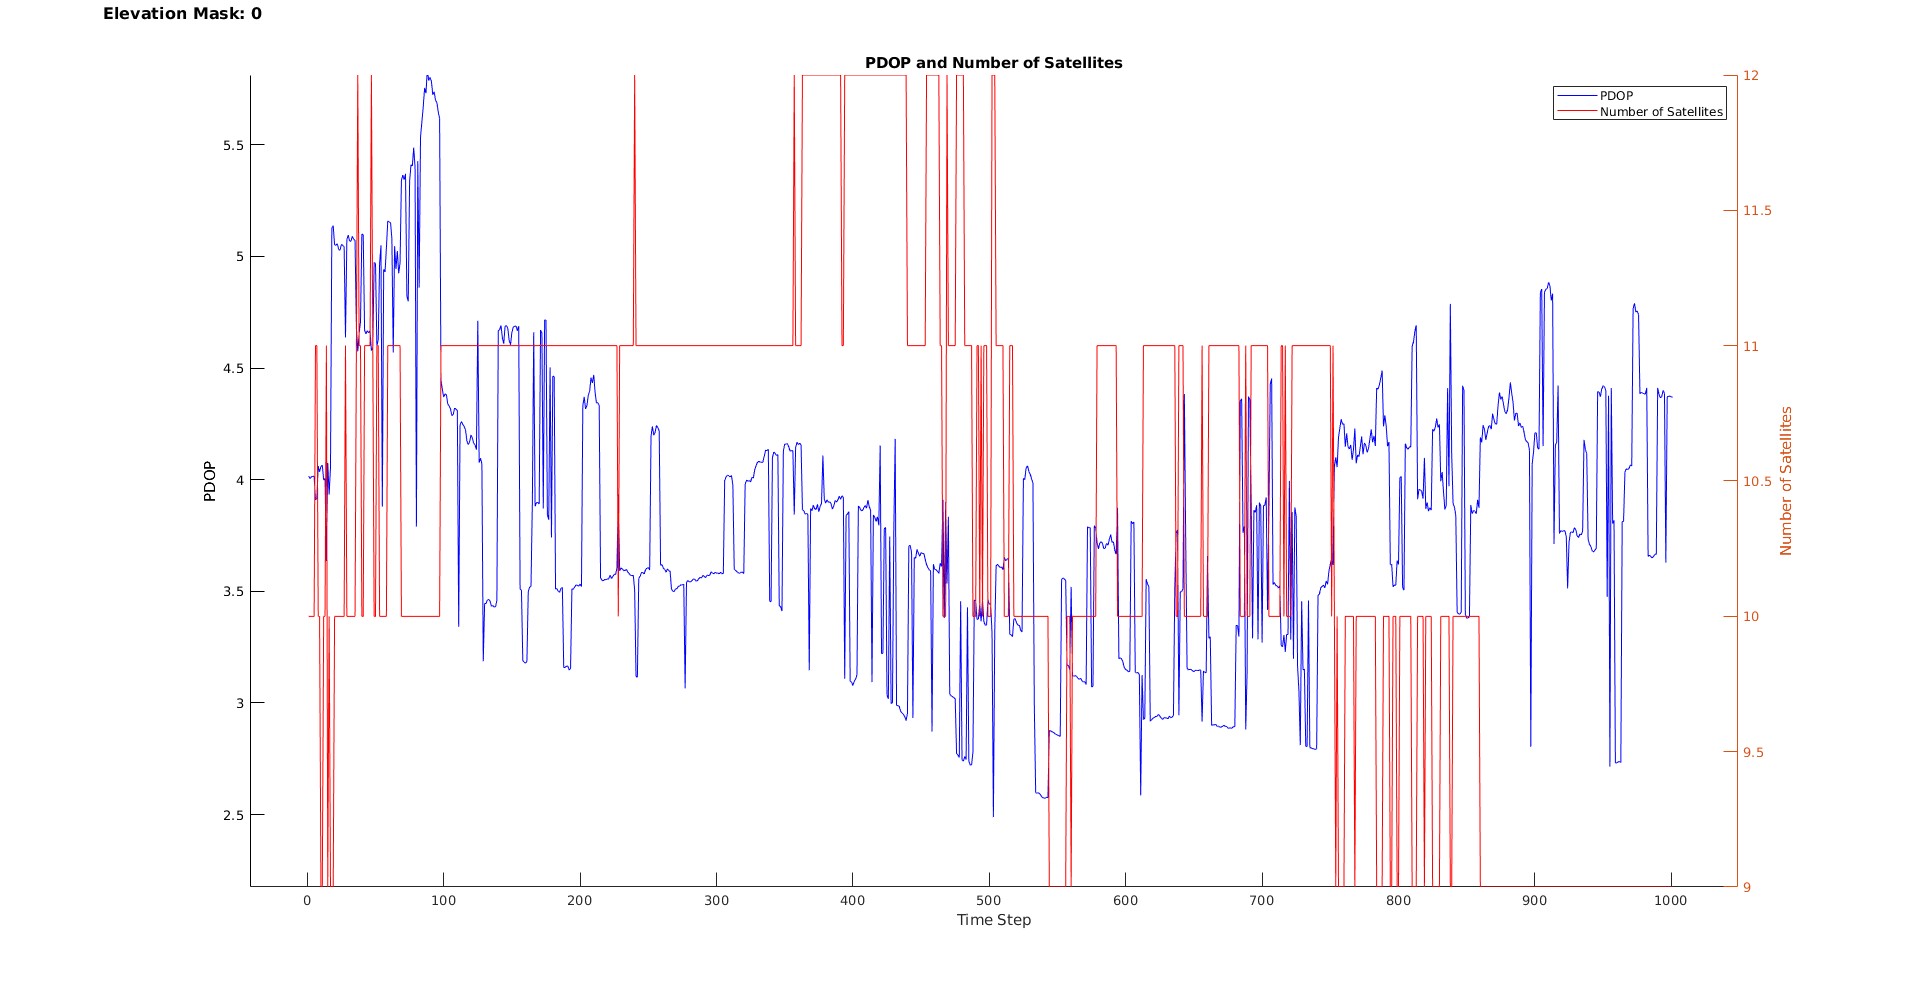 Elevation Mask: 0
PDOP and Number of Satellites
PDOP
Number of Satellites
5.5
5
4.5
4
3.5
3
2.5
PDOP
12
11.5
11
10.5
10
9.5
9
Number of Satellites
0 100 200 300 400 500 600 700 800 900 1000
Time Step